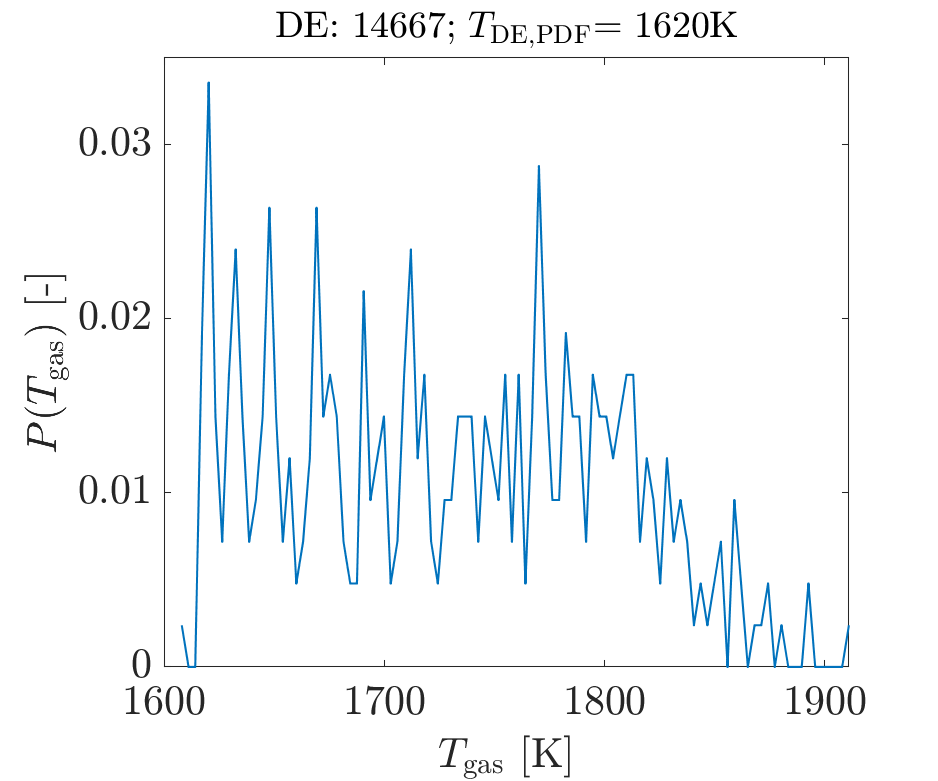 DE: 14667; T_DE,PDF= 1620K
P(T_gas) [-]
0.03
0.02
0.01
0
1600 1700 1800 1900
T_gas [K]